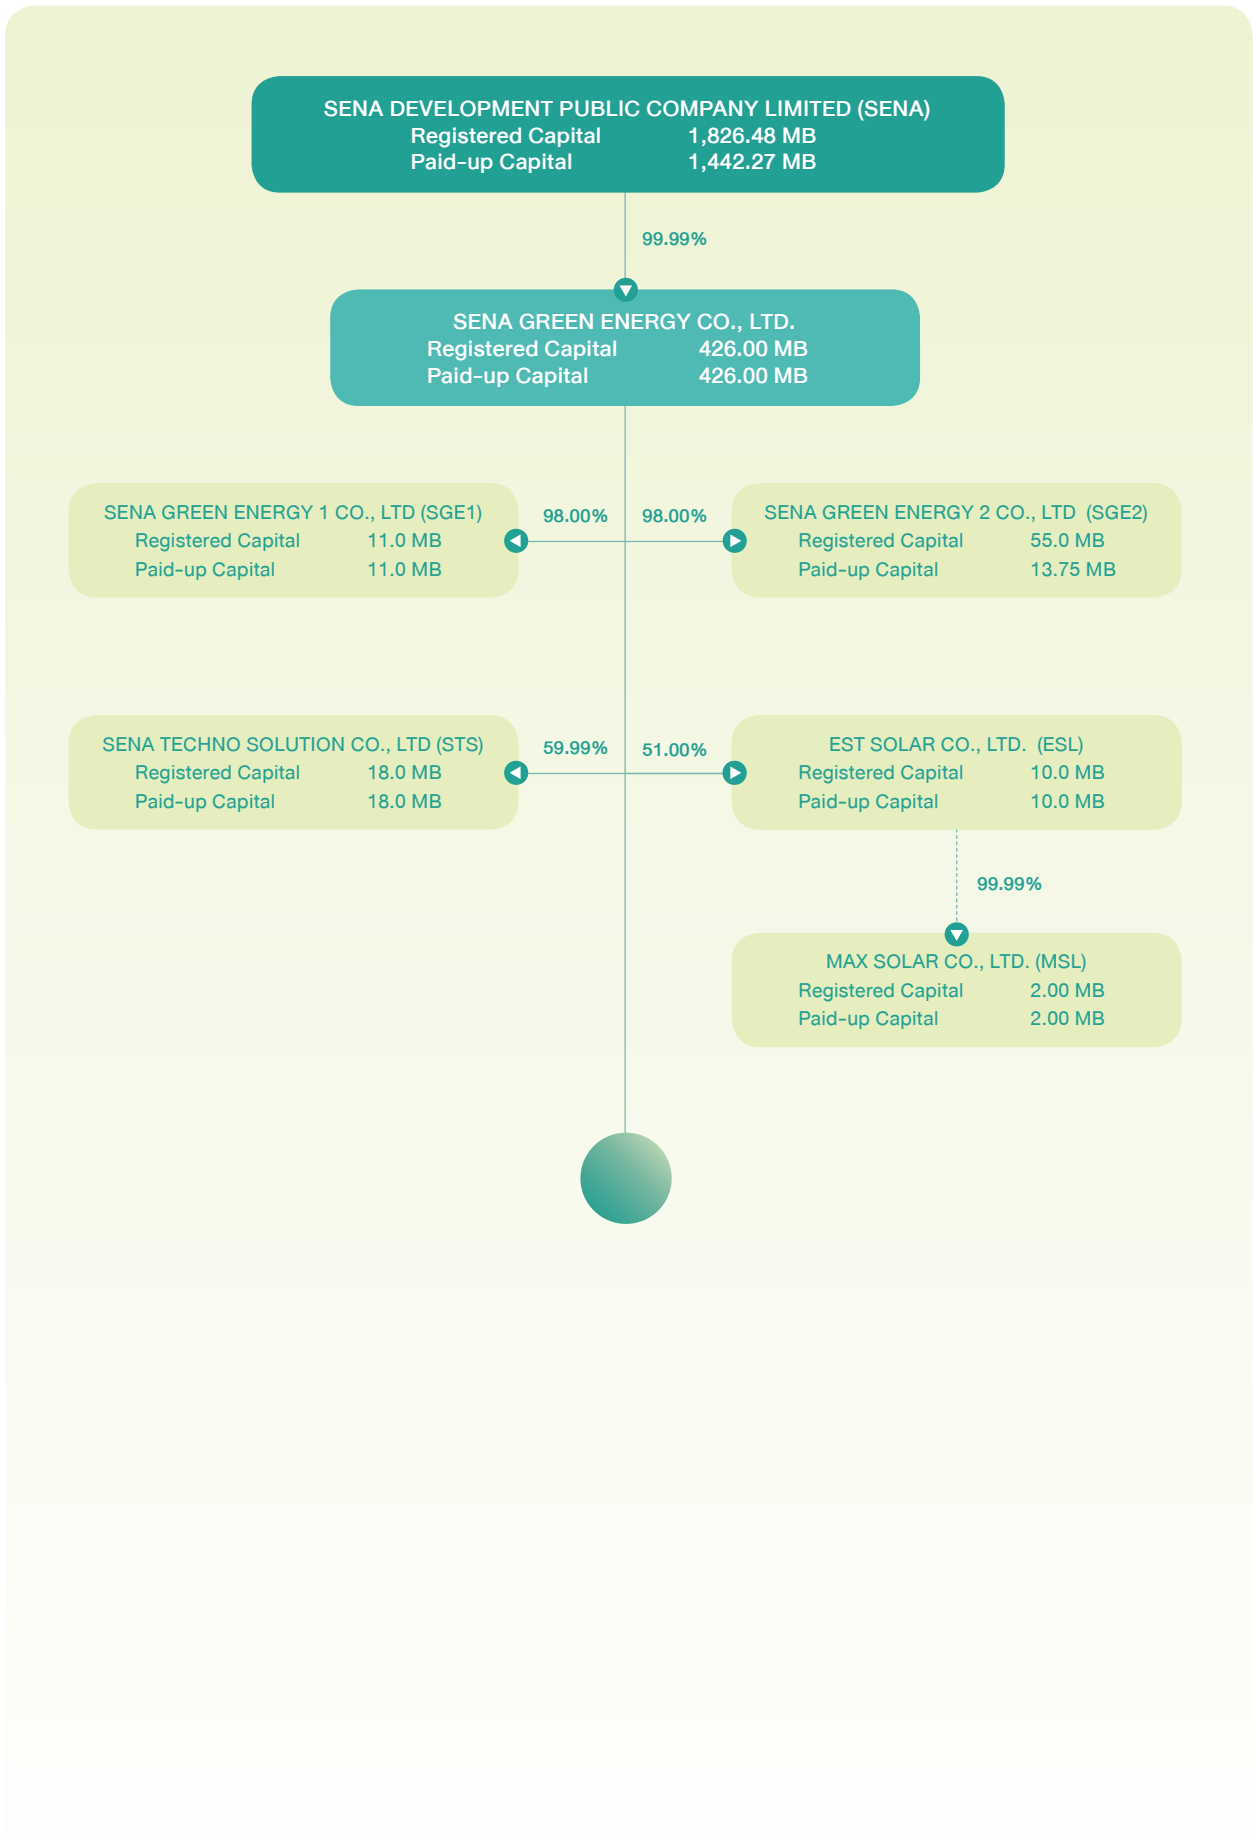 SENA DEVELOPMENT PUBLIC COMPANY LIMITED (SENA)
Registered Capital 1,826.48 MB
Paid-up Capital 1,442.27 MB
99.99%
SENA GREEN ENERGY CO., LTD.
Registered Capital 426.00 MB
Paid-up Capital 426.00 MB
SENA GREEN ENERGY 1 CO., LTD (SGE1)
Registered Capital 11.0 MB
Paid-up Capital 11.0 MB
98.00%
98.00%
SENA GREEN ENERGY 2 CO., LTD (SGE2)
Registered Capital 55.0 MB
Paid-up Capital 13.75 MB
SENA TECHNO SOLUTION CO., LTD (STS)
Registered Capital 18.0 MB
Paid-up Capital 18.0 MB
59.99%
51.00%
EST SOLAR CO., LTD. (ESL)
Registered Capital 10.0 MB
Paid-up Capital 10.0 MB
99.99%
MAX SOLAR CO., LTD. (MSL)
Registered Capital 2.00 MB
Paid-up Capital 2.00 MB